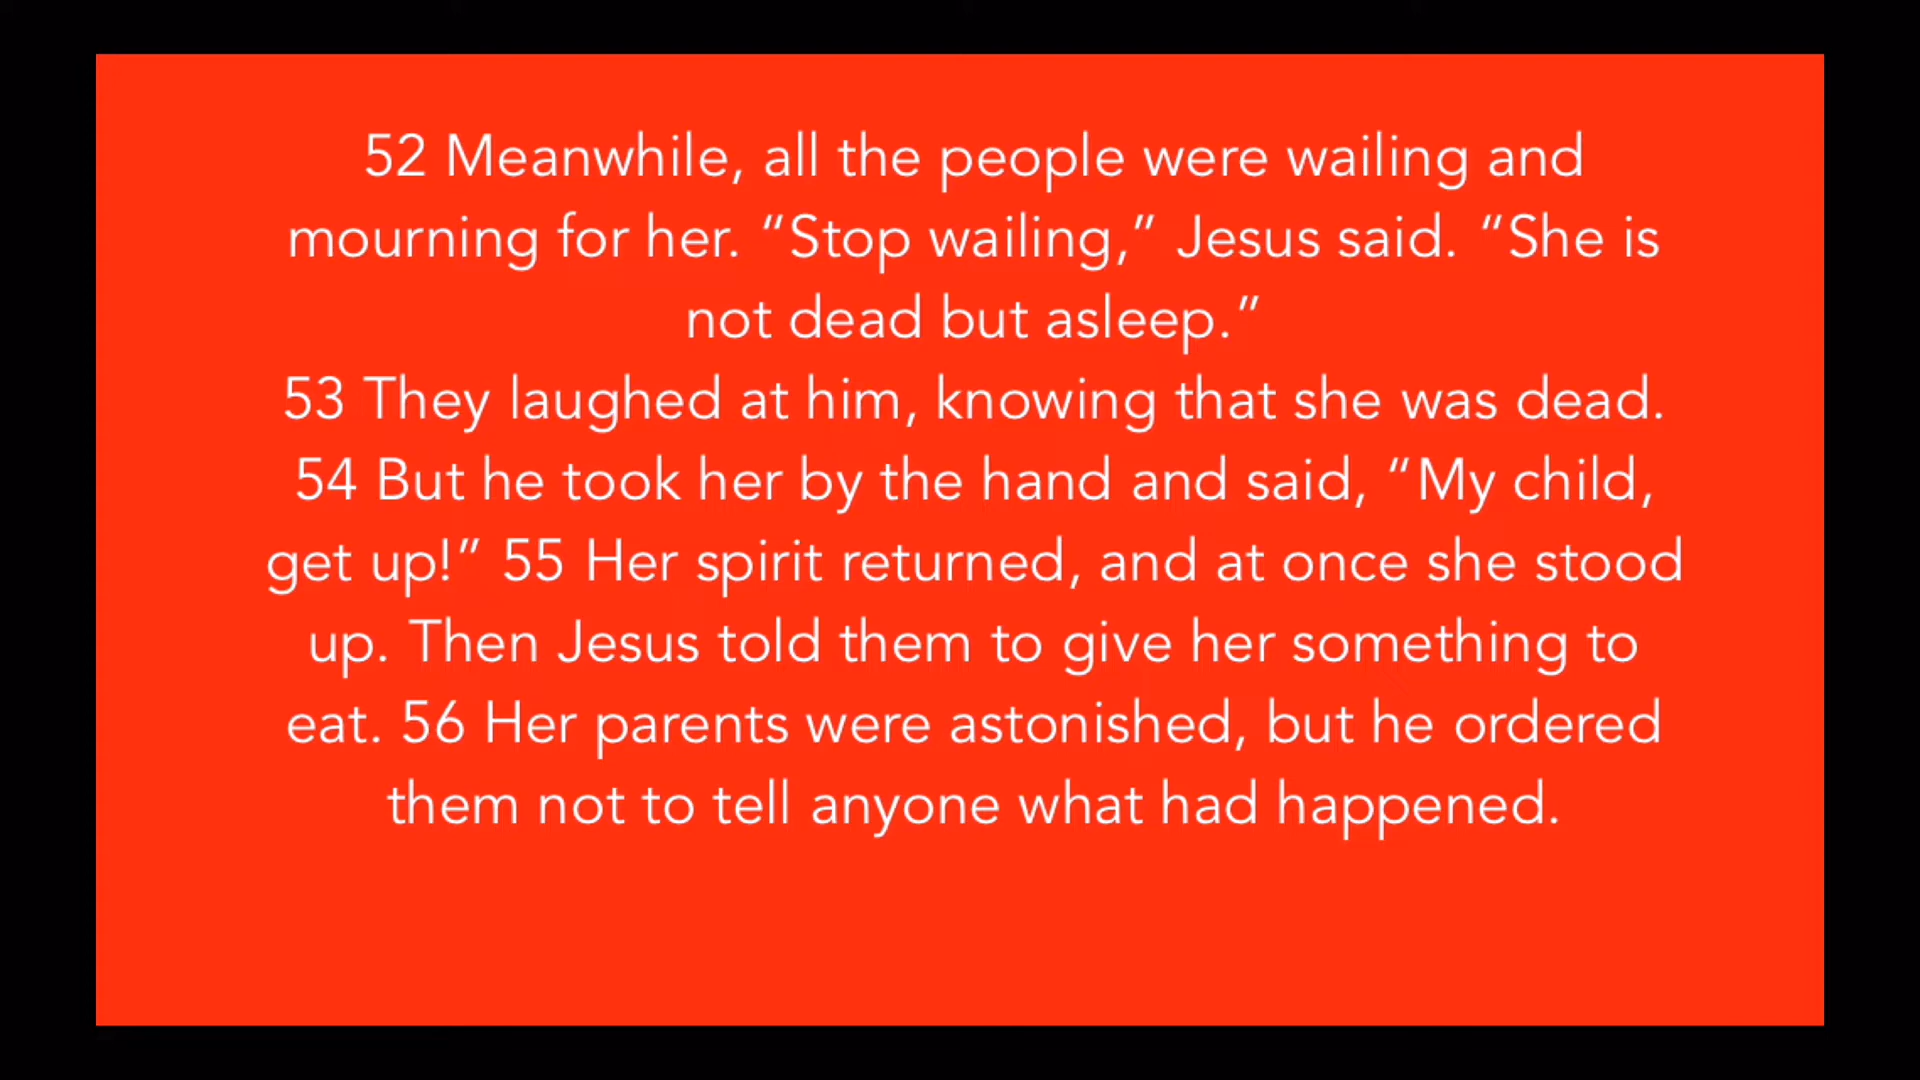 52 Meanwhile, all the people were wailing and
mourning for her. “Stop wailing,” Jesus said. “She is
not dead but asleep.”
53 They laughed at him, knowing that she was dead.
54 But he took her by the hand and said, “My child,
get up!” 55 Her spirit returned, and at once she stood
up. Then Jesus told them to give her something to
eat. 56 Her parents were astonished, but he ordered
them not to tell anyone what had happened.